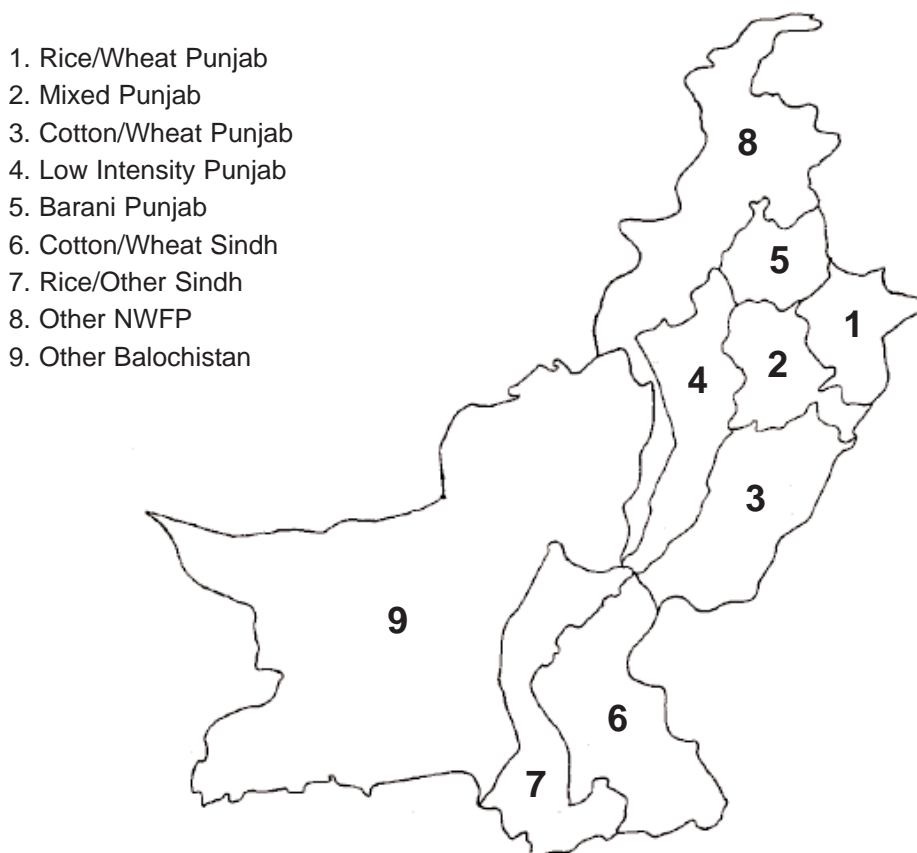 1. Rice/Wheat Punjab
2. Mixed Punjab
3. Cotton/Wheat Punjab
4. Low Intensity Punjab
5. Barani Punjab
6. Cotton/Wheat Sindh
7. Rice/Other Sindh
8. Other NWFP
9. Other Balochistan
8
5
1
2
4
3
9
6
7